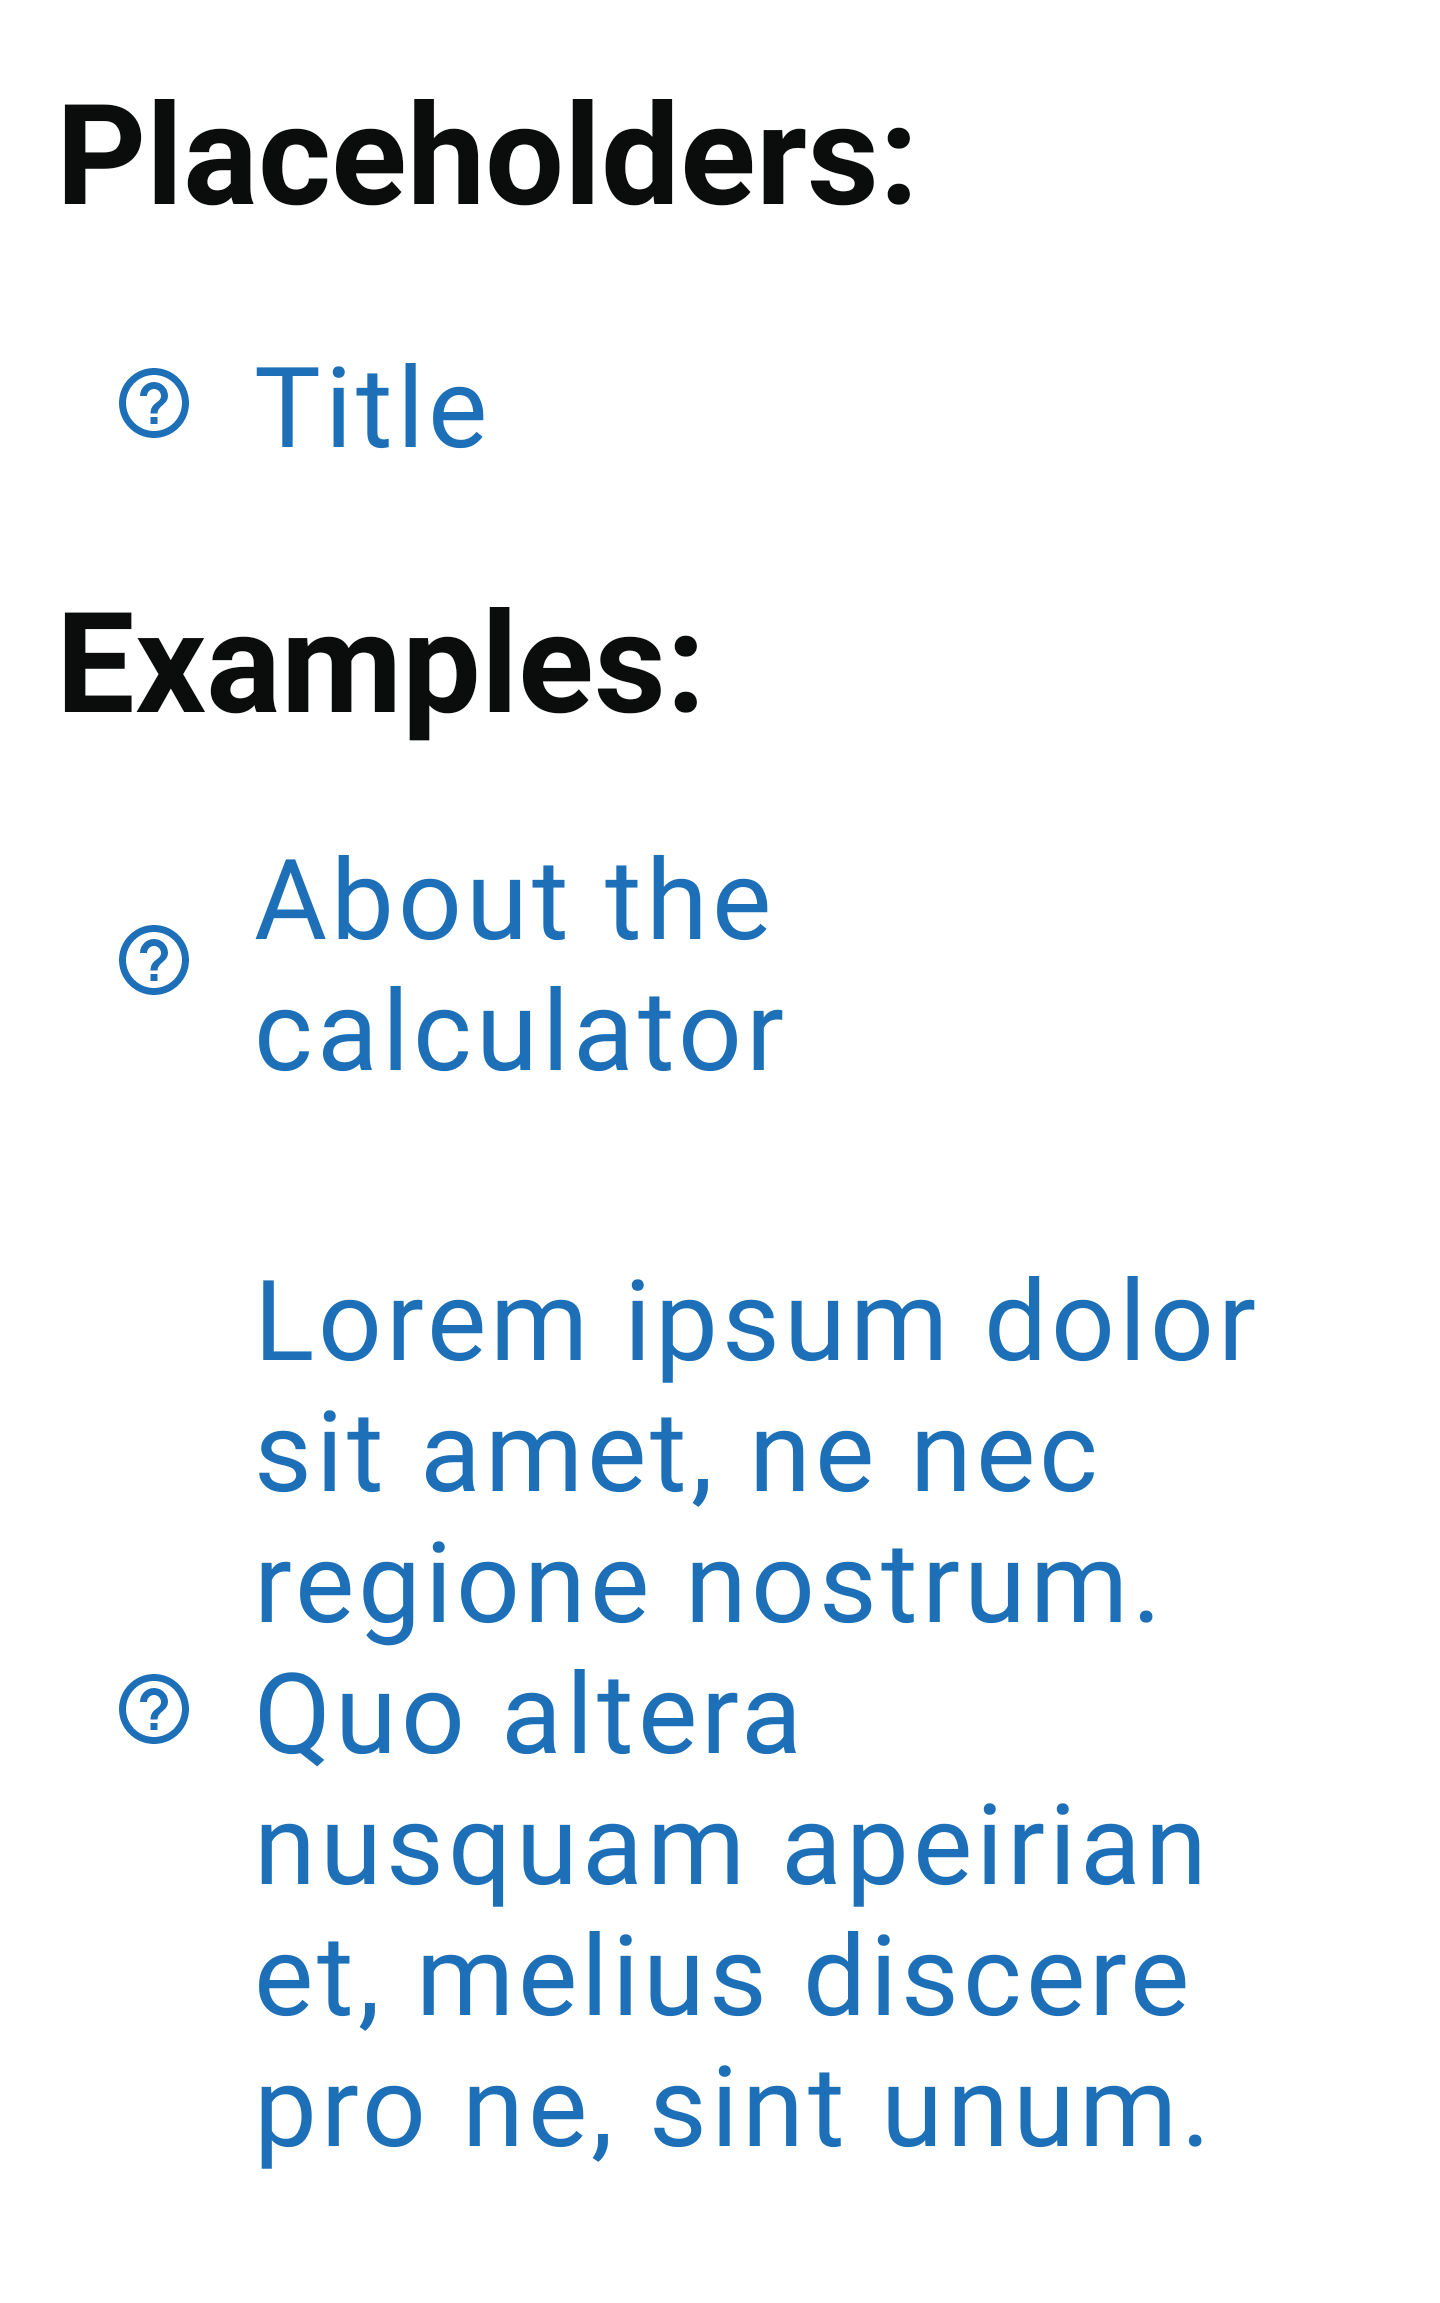 Placeholders:
Title
Examples:
About the
calculator
Lorem ipsum dolor
sit amet, ne nec
regione nostrum.
Quo altera
nusquam apeirian
et, melius discere
pro ne, sint unum.